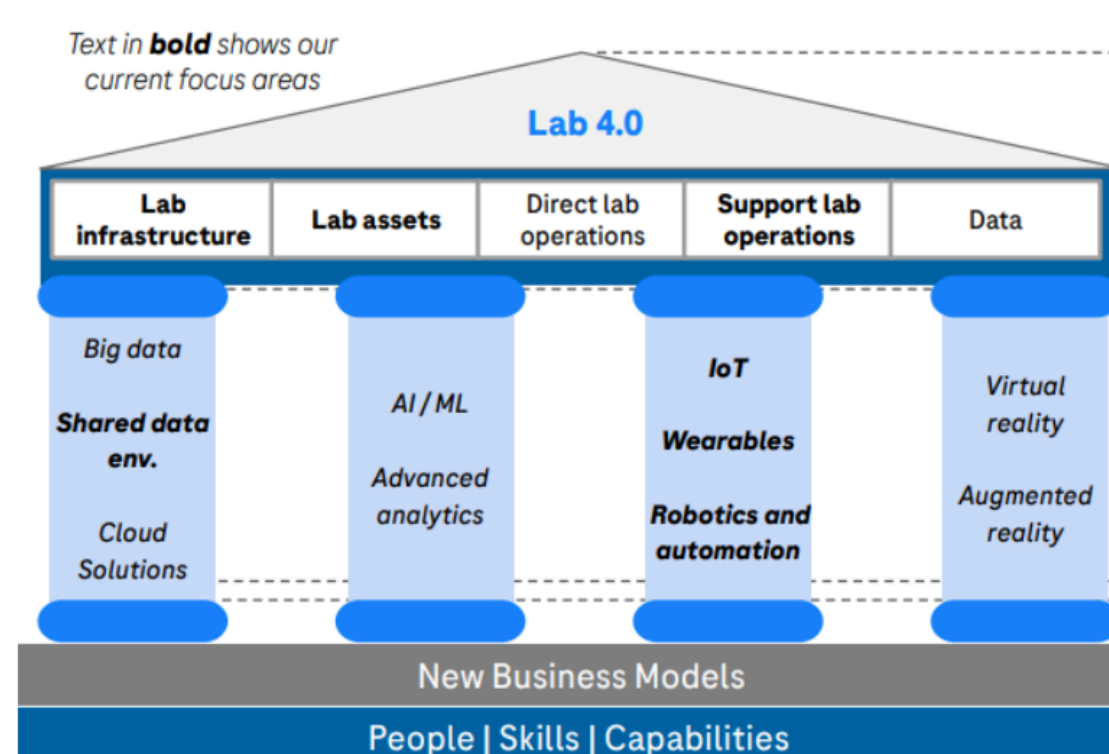 Text in bold shows our
current focus areas
Lab 4.0
Lab
infrastructure
Lab assets
Direct lab
operations
Support lab
operations
Data
Big data
Shared data
env.
Cloud
Solutions
AI / ML
Advanced
analytics
IoT
Wearables
Robotics and
automation
Virtual
reality
Augmented
reality
New Business Models
People | Skills | Capabilities